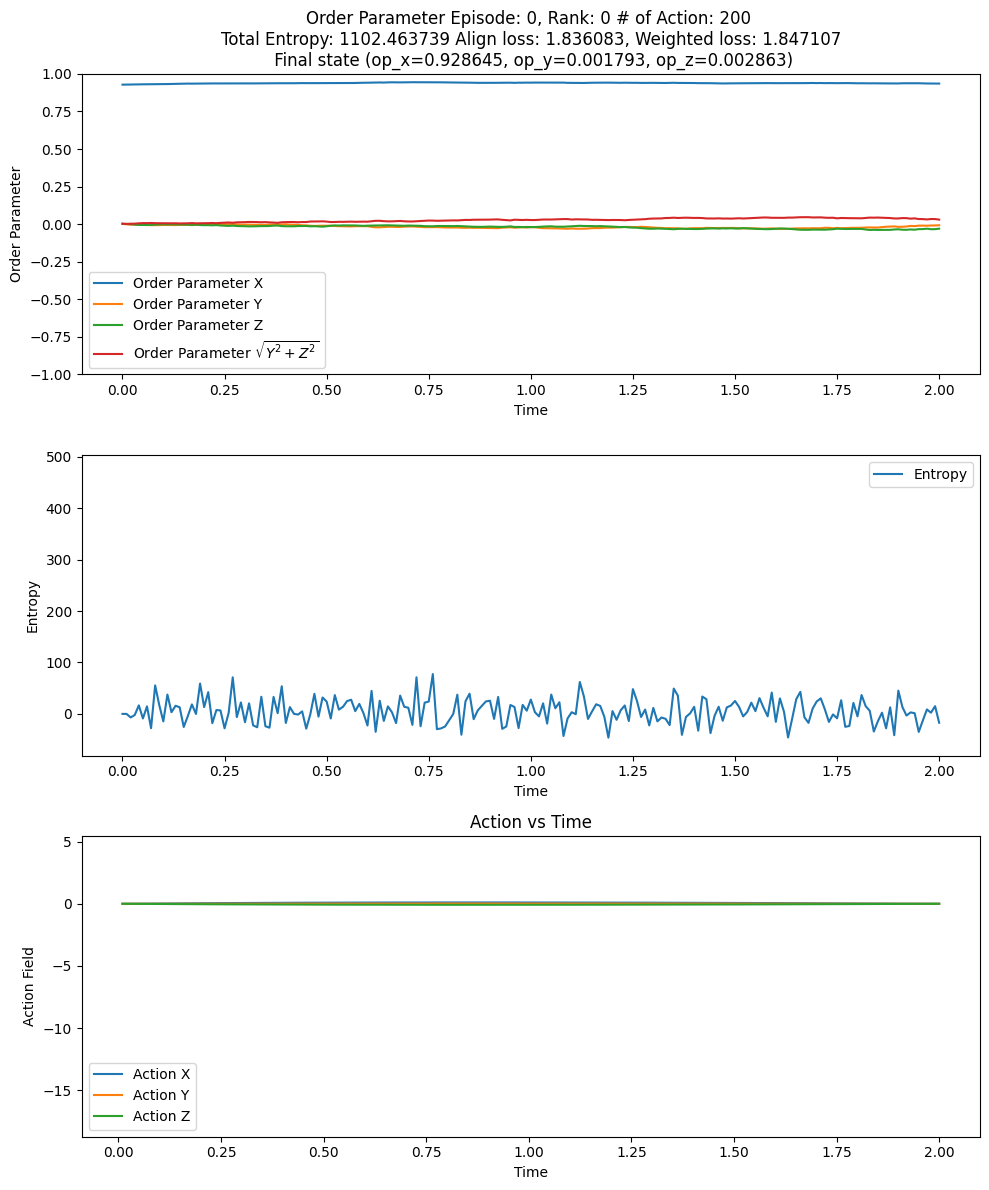 Order Parameter Episode: 0, Rank: 0 # of Action: 200
Total Entropy: 1102.463739 Align loss: 1.836083, Weighted loss: 1.847107
Final state (op_x=0.928645, op_y=0.001793, op_z=0.002863)
1.00
0.75
0.50
0.25
0.00
−0.25
−0.50
−0.75
−1.00
Order Parameter
Order Parameter X
Order Parameter Y
Order Parameter Z
Order Parameter √Y² + Z²
0.00 0.25 0.50 0.75 1.00 1.25 1.50 1.75 2.00
Time
500
400
300
200
100
0
Entropy
Entropy
0.00 0.25 0.50 0.75 1.00 1.25 1.50 1.75 2.00
Time
Action vs Time
5
0
−5
−10
−15
Action Field
Action X
Action Y
Action Z
0.00 0.25 0.50 0.75 1.00 1.25 1.50 1.75 2.00
Time